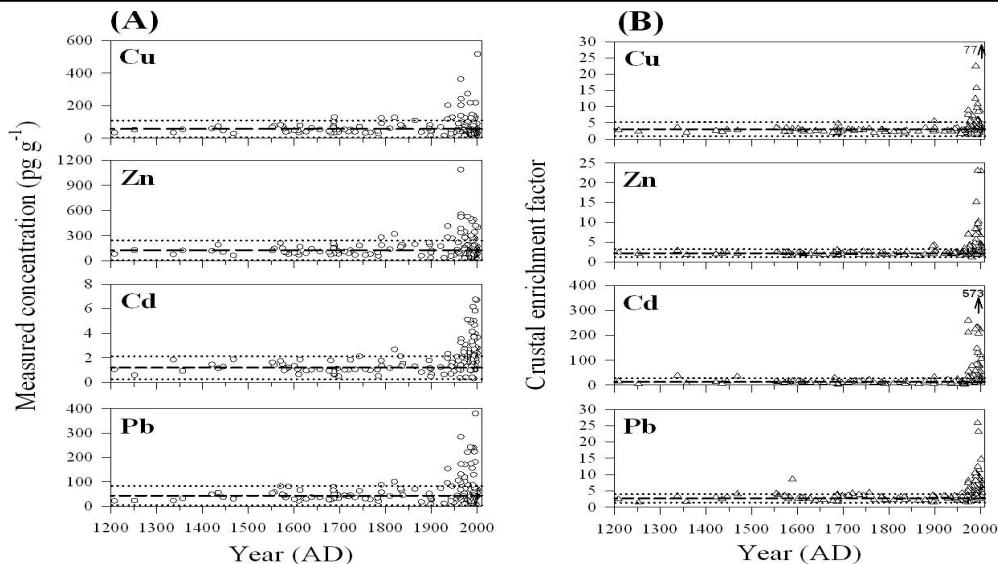 (A)
Measured concentration (pg g⁻¹)
Cu
600
400
200
0
Zn
1200
900
600
300
0
Cd
8
6
4
2
0
Pb
400
300
200
100
0
1200 1300 1400 1500 1600 1700 1800 1900 2000
Year (AD)
(B)
Crustal enrichment factor
Cu
77
30
25
20
15
10
5
0
Zn
25
20
15
10
5
0
Cd
573
400
300
200
100
0
Pb
30
25
20
15
10
5
0
1200 1300 1400 1500 1600 1700 1800 1900 2000
Year (AD)